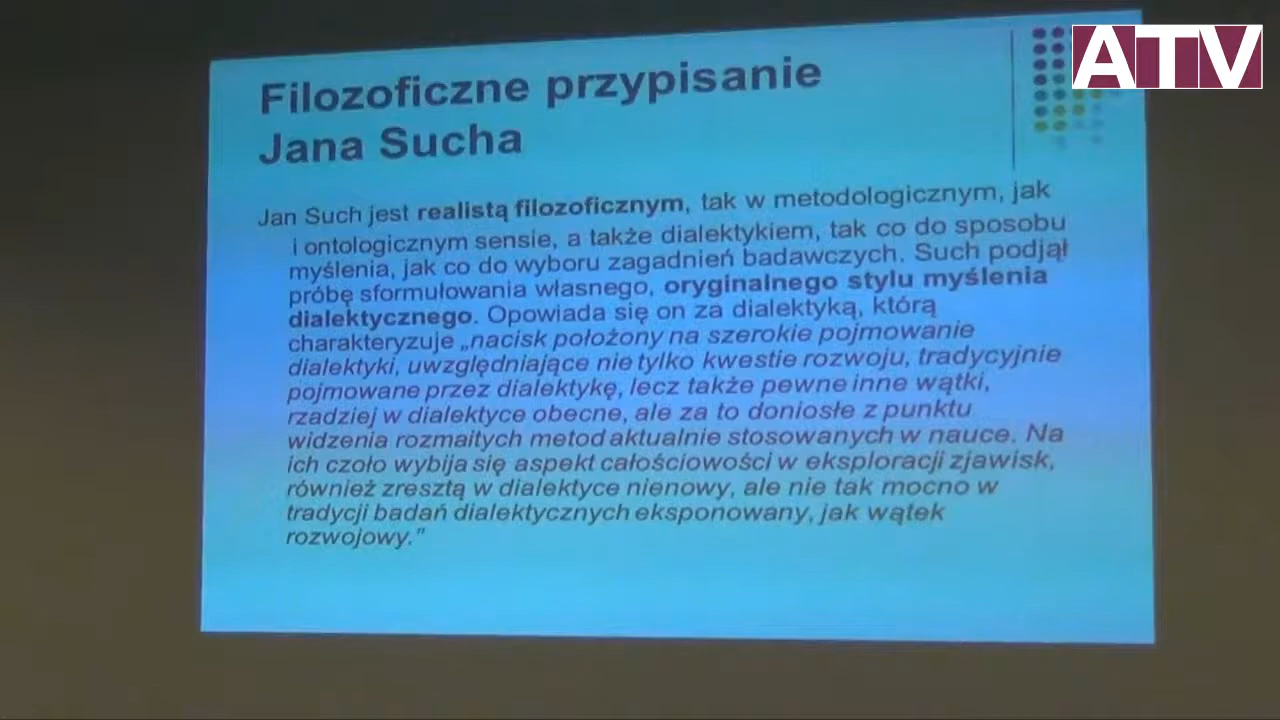 ATV
Filozoficzne przypisanie
Jana Sucha
Jan Such jest realistą filozoficznym, tak w metodologicznym, jak
i ontologicznym sensie, a także dialektykiem, tak co do sposobu
myślenia, jak co do wyboru zagadnień badawczych. Such podjął
próbę sformułowania własnego, oryginalnego stylu myślenia
dialektycznego. Opowiada się on za dialektyką, którą
charakteryzuje „nacisk położony na szerokie pojmowanie
dialektyki, uwzględniające nie tylko kwestie rozwoju, tradycyjnie
pojmowane przez dialektykę, lecz także pewne inne wątki,
rzadziej w dialektyce obecne, ale za to doniosłe z punktu
widzenia rozmaitych metod aktualnie stosowanych w nauce. Na
ich czoło wybija się aspekt całościowości w eksploracji zjawisk,
również zresztą w dialektyce nienowy, ale nie tak mocno w
tradycji badań dialektycznych eksponowany, jak wątek
rozwojowy."